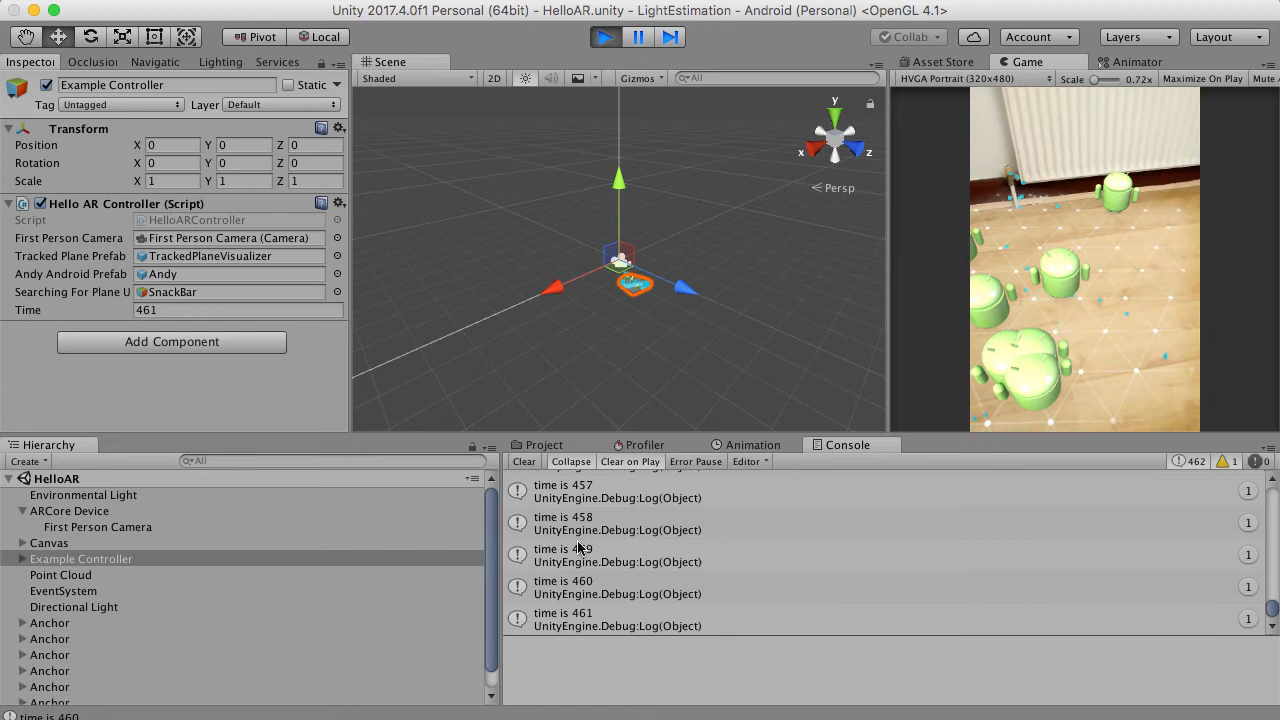 Unity 2017.4.0f1 Personal (64bit) - HelloAR.unity - LightEstimation - Android (Personal) <OpenGL 4.1>
Pivot Local Collab Account Layers Layout
Inspector Occlusion Navigatic Lighting Services
Example Controller Static
Tag Untagged Layer Default
Transform
Position X 0 Y 0 Z 0
Rotation X 0 Y 0 Z 0
Scale X 1 Y 1 Z 1
Hello AR Controller (Script)
Script HelloARController
First Person Camera First Person Camera (Camera)
Tracked Plane Prefab TrackedPlaneVisualizer
Andy Android Prefab Andy
Searching For Plane U SnackBar
Time 461
Add Component
Scene
Shaded 2D Gizmos All
y
x z
Persp
Asset Store Game Animator
HVGA Portrait (320x480) Scale 0.72x Maximize On Play Mute
Hierarchy
Create All
HelloAR
Environmental Light
ARCore Device
First Person Camera
Canvas
Example Controller
Point Cloud
EventSystem
Directional Light
Anchor
Anchor
Anchor
Anchor
Anchor
Anchor
Project Profiler Animation Console
Clear Collapse Clear on Play Error Pause Editor 462 1 0
time is 457
UnityEngine.Debug:Log(Object) 1
time is 458
UnityEngine.Debug:Log(Object) 1
time is
UnityEngine.Debug:Log(Object) 1
time is 460
UnityEngine.Debug:Log(Object) 1
time is 461
UnityEngine.Debug:Log(Object) 1
time is 460